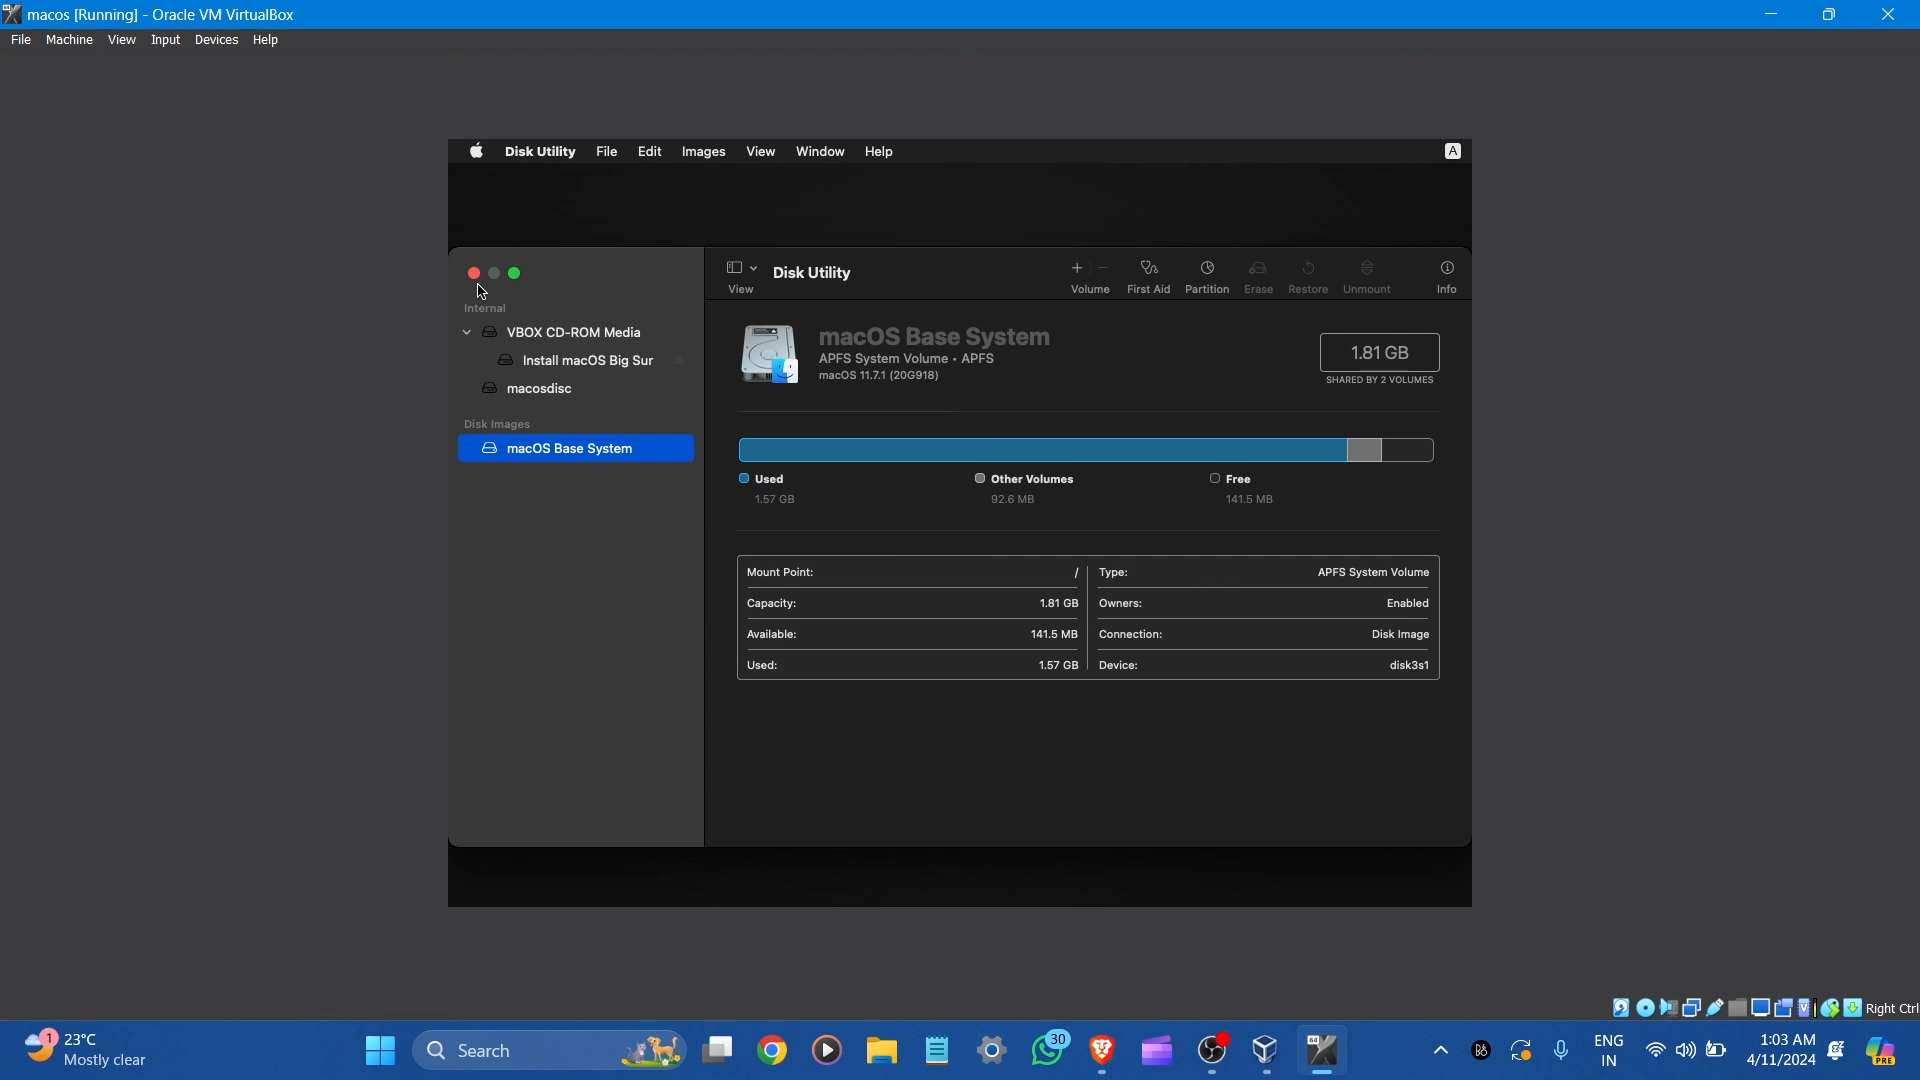 macos [Running] - Oracle VM VirtualBox
File Machine View Input Devices Help
Disk Utility File Edit Images View Window Help A
Disk Utility
View
Volume First Aid Partition Erase Restore Unmount Info
Internal
VBOX CD-ROM Media
Install macOS Big Sur
macosdisc
Disk Images
macOS Base System
macOS Base System
APFS System Volume • APFS
macOS 11.7.1 (20G918)
1.81 GB
SHARED BY 2 VOLUMES
Used Other Volumes Free
1.57 GB 92.6 MB 141.5 MB
Mount Point: / Type: APFS System Volume
Capacity: 1.81 GB Owners: Enabled
Available: 141.5 MB Connection: Disk Image
Used: 1.57 GB Device: disk3s1
Right Ctrl
1
23°C
Mostly clear
Search
30
64
ENG
IN
1:03 AM
4/11/2024
PRE